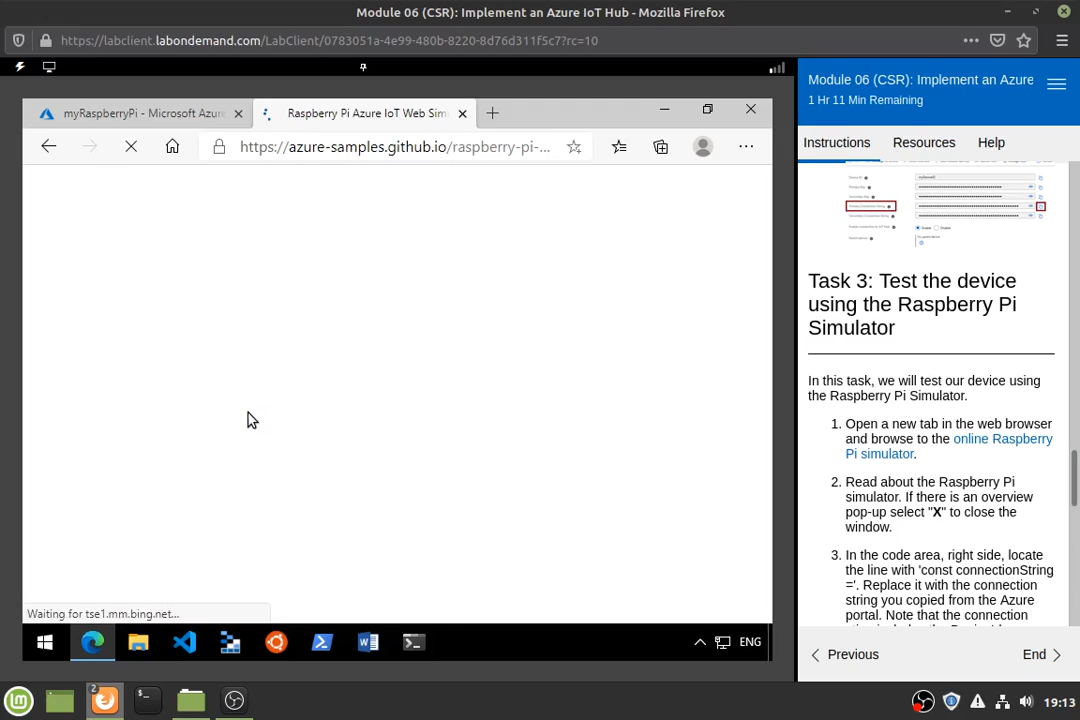 Module 06 (CSR): Implement an Azure IoT Hub - Mozilla Firefox
https://labclient.labondemand.com/LabClient/0783051a-4e99-480b-8220-8d76d311f5c7?rc=10
myRaspberryPi - Microsoft Azur
Raspberry Pi Azure IoT Web Sim
https://azure-samples.github.io/raspberry-pi-...
Waiting for tse1.mm.bing.net...
ENG
Module 06 (CSR): Implement an Azure
1 Hr 11 Min Remaining
Instructions
Resources
Help
Task 3: Test the device
using the Raspberry Pi
Simulator
In this task, we will test our device using
the Raspberry Pi Simulator.
1. Open a new tab in the web browser
and browse to the online Raspberry
Pi simulator.
2. Read about the Raspberry Pi
simulator. If there is an overview
pop-up select "X" to close the
window.
3. In the code area, right side, locate
the line with 'const connectionString
='. Replace it with the connection
string you copied from the Azure
portal. Note that the connection
Previous
End
2
19:13